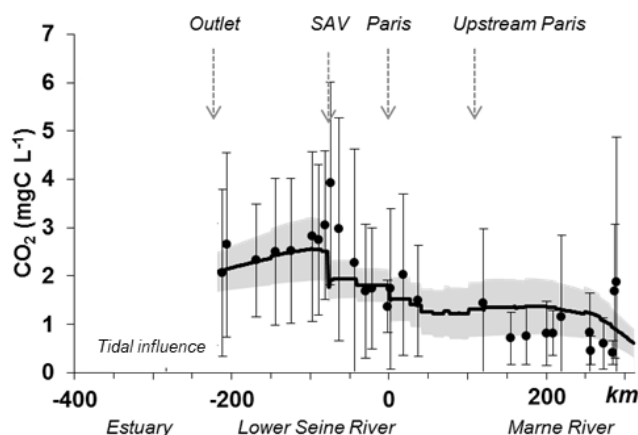 Outlet SAV Paris Upstream Paris
7
6
5
4
3
2
1
0
CO₂ (mgC L⁻¹)
Tidal influence
-400 -200 0 200 km
Estuary Lower Seine River Marne River